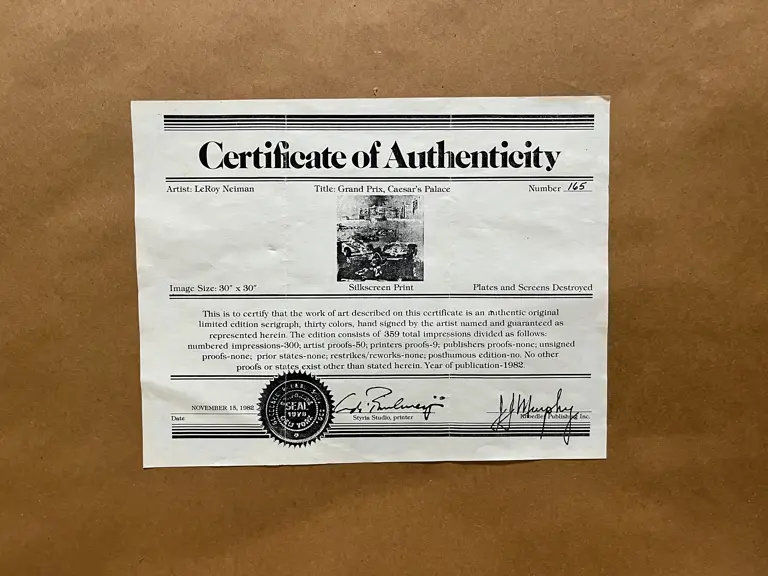 Certificate of Authenticity
Artist: LeRoy Neiman Title: Grand Prix, Caesar's Palace Number 165
Image Size: 30" x 30" Silkscreen Print Plates and Screens Destroyed
This is to certify that the work of art described on this certificate is an authentic original
limited edition serigraph, thirty colors, hand signed by the artist named and guaranteed as
represented herein. The edition consists of 359 total impressions divided as follows:
numbered impressions-300; artist proofs-50; printers proofs-9; publishers proofs-none; unsigned
proofs-none; prior states-none; restrikes/reworks-none; posthumous edition-no. No other
proofs or states exist other than stated herein. Year of publication-1982.
NOVEMBER 15, 1982
SEAL
J J Murphy
Date Styria Studio, printer Publishing Inc.